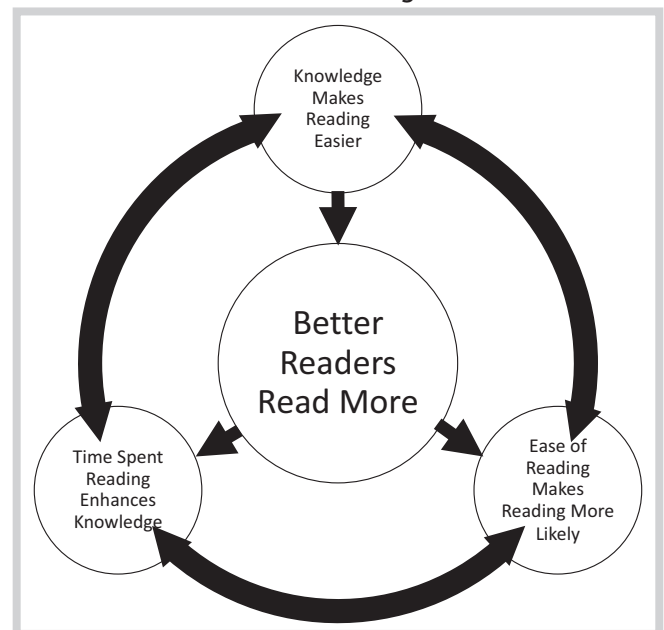 Knowledge
Makes
Reading
Easier
Better
Readers
Read More
Time Spent
Reading
Enhances
Knowledge
Ease of
Reading
Makes
Reading More
Likely